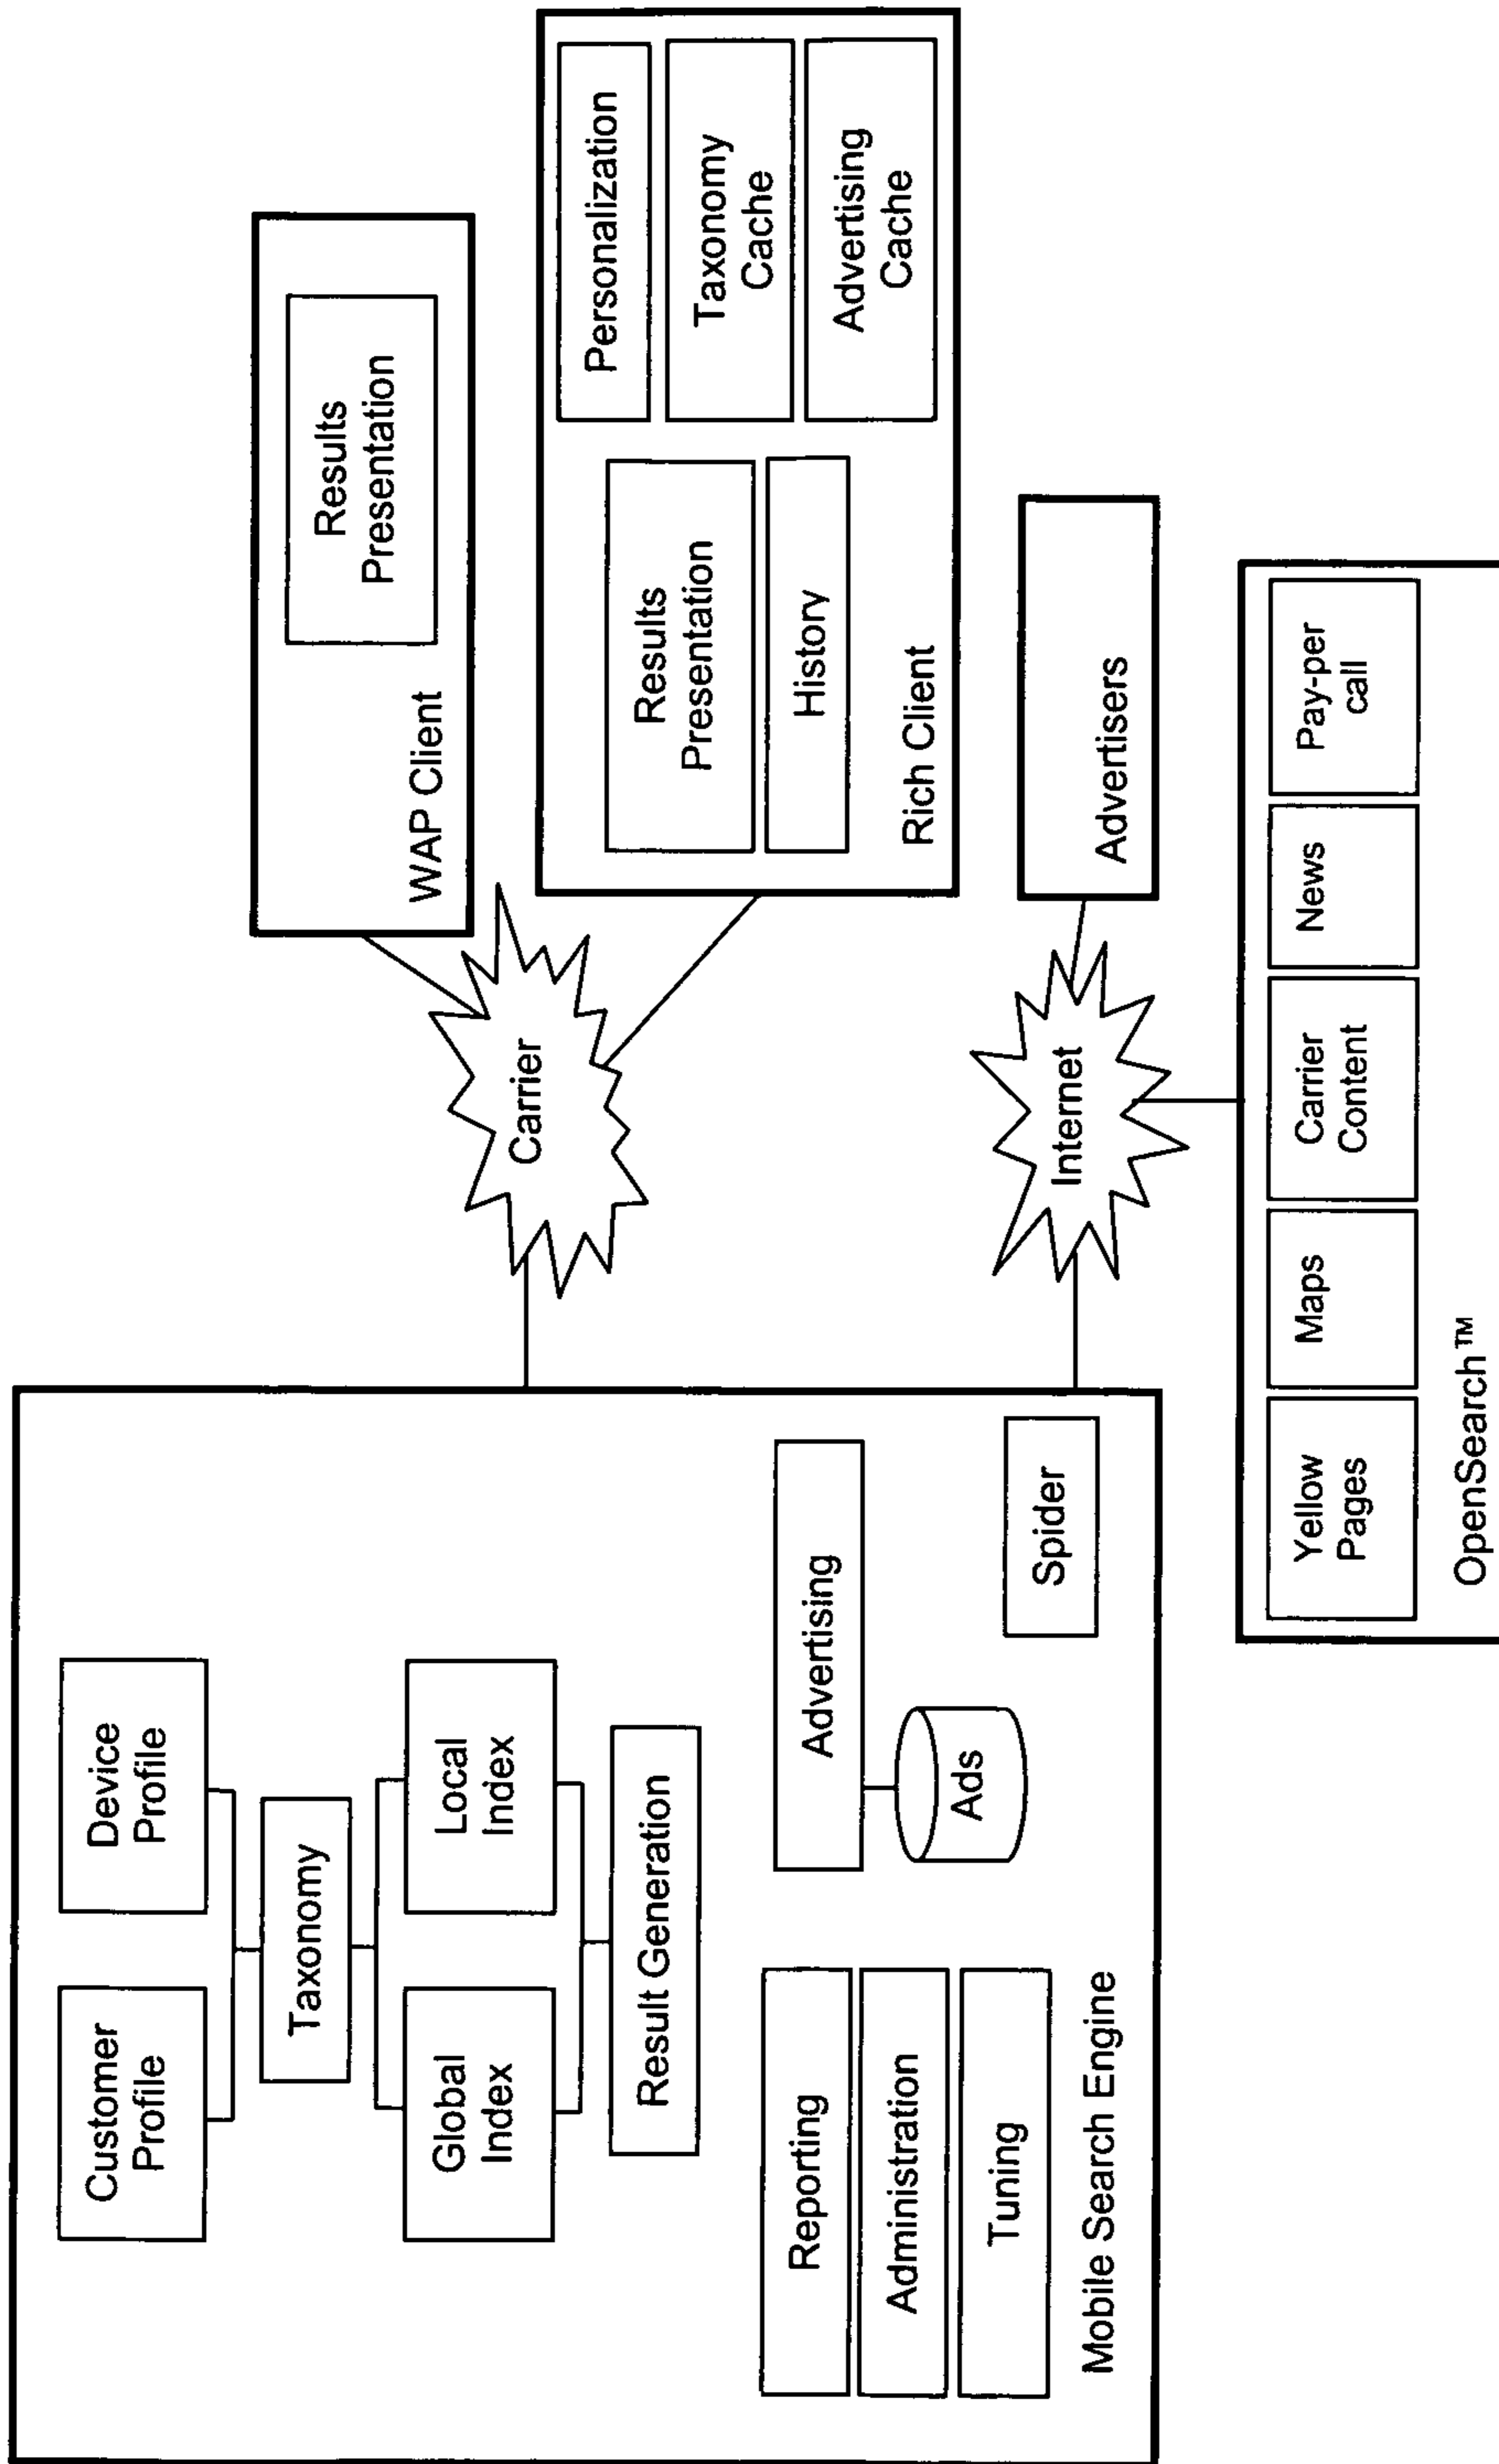 Customer
Profile
Device
Profile
Taxonomy
Global
Index
Local
Index
Result Generation
Reporting
Administration
Tuning
Advertising
Ads
Spider
Mobile Search Engine
Carrier
Internet
Results
Presentation
WAP Client
Results
Presentation
History
Personalization
Taxonomy
Cache
Advertising
Cache
Rich Client
Advertisers
Yellow
Pages
Maps
Carrier
Content
News
Pay-per
call
OpenSearch™